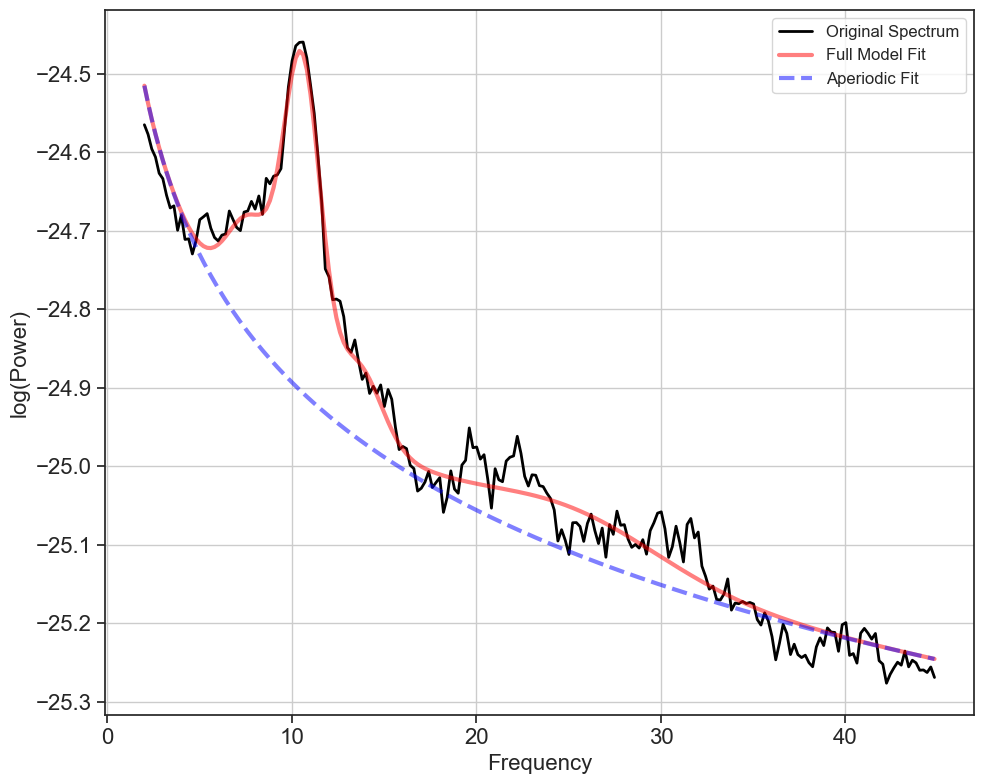 Original Spectrum
Full Model Fit
Aperiodic Fit
−24.5
−24.6
−24.7
−24.8
−24.9
−25.0
−25.1
−25.2
−25.3
log(Power)
0 10 20 30 40
Frequency